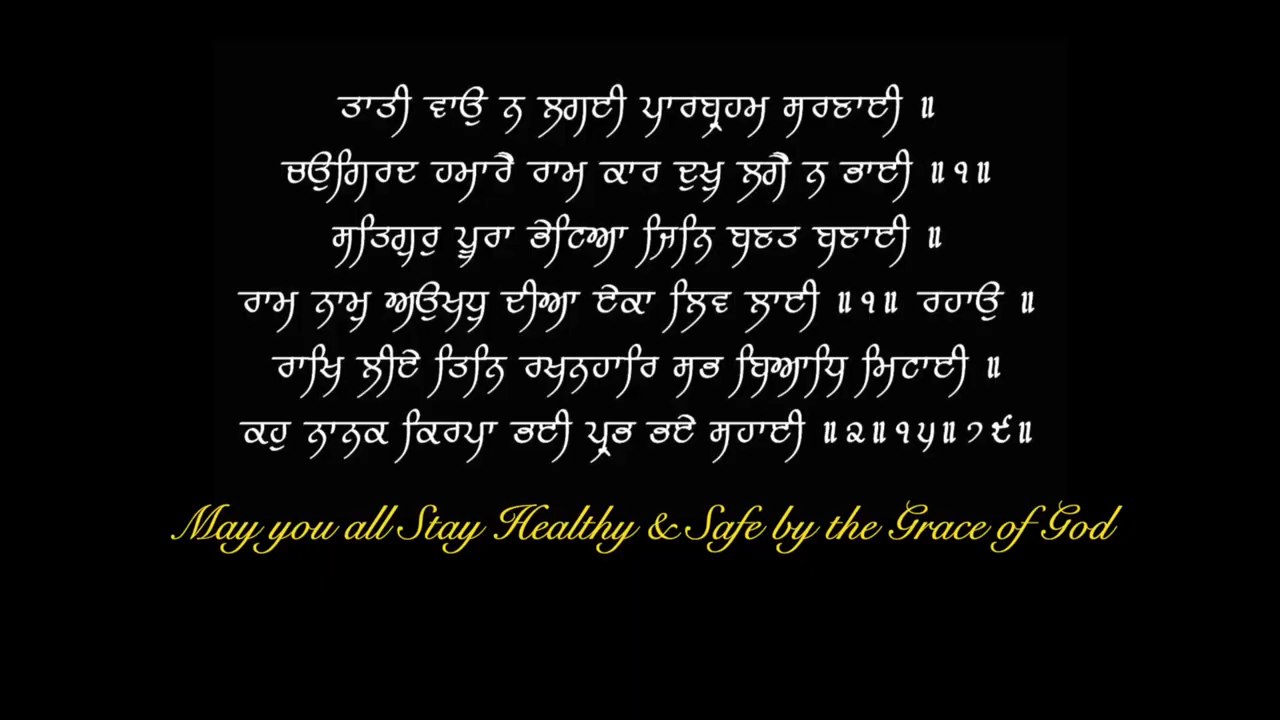 ਤਾਤੀ ਵਾਉ ਨ ਲਗਈ ਪਾਰਬ੍ਰਹਮ ਸਰਣਾਈ ॥
ਚਉਗਿਰਦ ਹਮਾਰੈ ਰਾਮ ਕਾਰ ਦੁਖੁ ਲਗੈ ਨ ਭਾਈ ॥੧॥
ਸਤਿਗੁਰੁ ਪੂਰਾ ਭੇਟਿਆ ਜਿਨਿ ਬਣਤ ਬਣਾਈ ॥
ਰਾਮ ਨਾਮੁ ਅਉਖਧੁ ਦੀਆ ਏਕਾ ਲਿਵ ਲਾਈ ॥੧॥ ਰਹਾਉ ॥
ਰਾਖਿ ਲੀਏ ਤਿਨਿ ਰਖਨਹਾਰਿ ਸਭ ਬਿਆਧਿ ਮਿਟਾਈ ॥
ਕਹੁ ਨਾਨਕ ਕਿਰਪਾ ਭਈ ਪ੍ਰਭ ਭਏ ਸਹਾਈ ॥੨॥੧੫॥੭੯॥
May you all Stay Healthy & Safe by the Grace of God